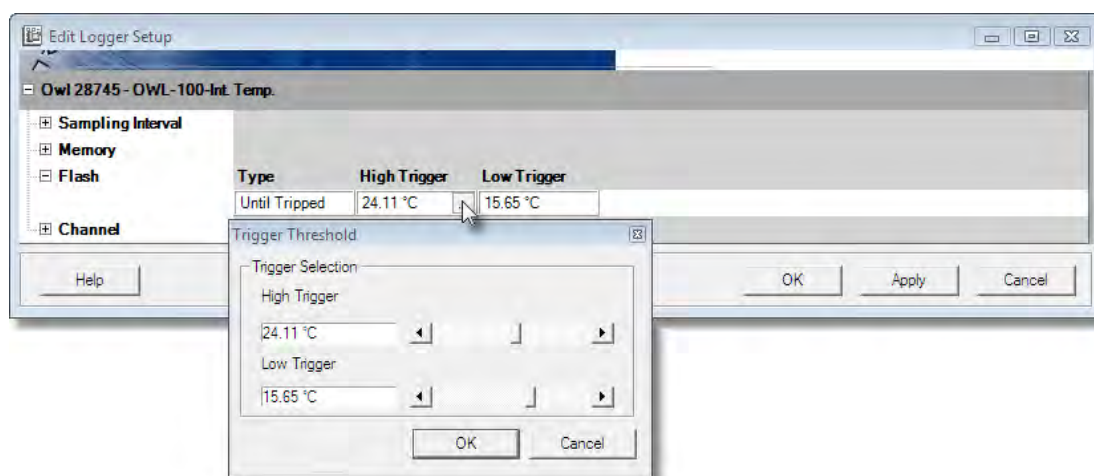 Edit Logger Setup
Owl 28745 - OWL-100-Int. Temp.
Sampling Interval
Memory
Flash Type High Trigger Low Trigger
Until Tripped 24.11 °C 15.65 °C
Channel
Trigger Threshold
Help OK Apply Cancel
Trigger Selection
High Trigger
24.11 °C
Low Trigger
15.65 °C
OK Cancel